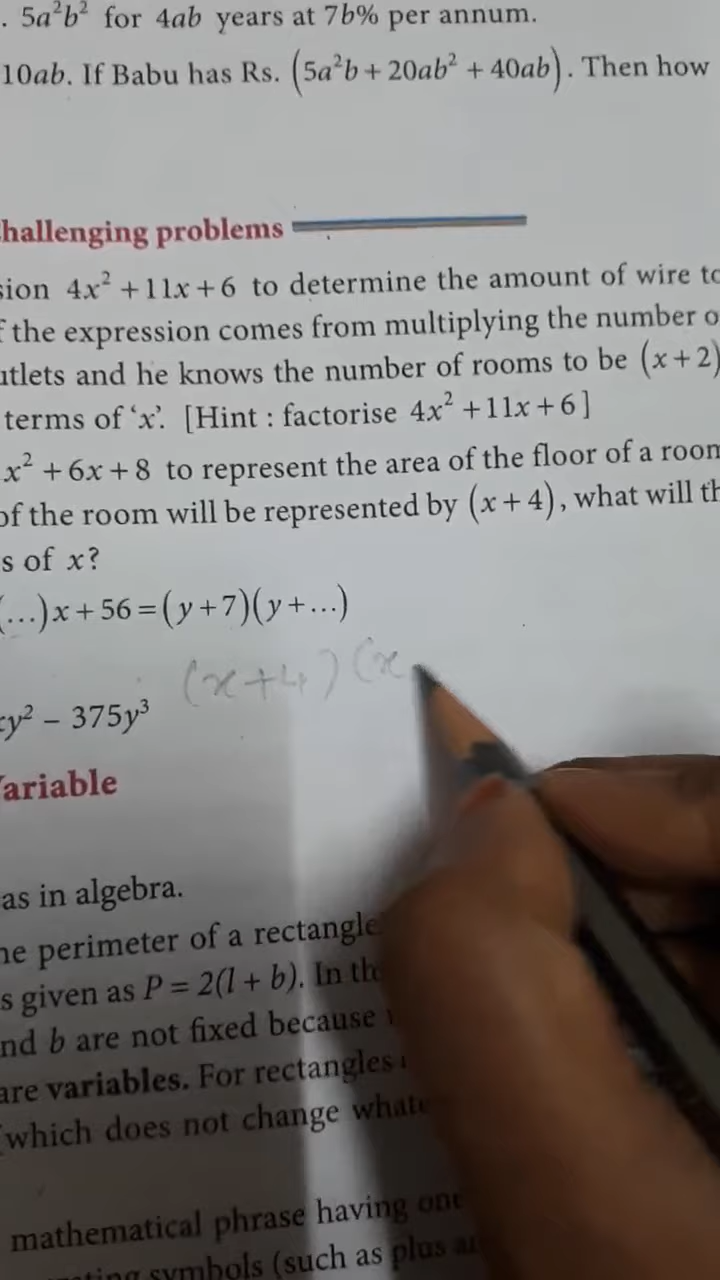 . 5a²b² for 4ab years at 7b% per annum.
10ab. If Babu has Rs. (5a²b + 20ab² + 40ab). Then how
hallenging problems
sion 4x² + 11x + 6 to determine the amount of wire to
f the expression comes from multiplying the number o
utlets and he knows the number of rooms to be (x + 2)
terms of ‘x’. [Hint : factorise 4x² + 11x + 6]
x² + 6x + 8 to represent the area of the floor of a room
of the room will be represented by (x + 4), what will th
s of x?
(...)x + 56 = (y + 7)(y + ...)
(x+4) (x
y² – 375y³
ariable
as in algebra.
he perimeter of a rectangle
s given as P = 2(l + b). In th
nd b are not fixed because
are variables. For rectangles
which does not change what
mathematical phrase having one
ting symbols (such as plus a